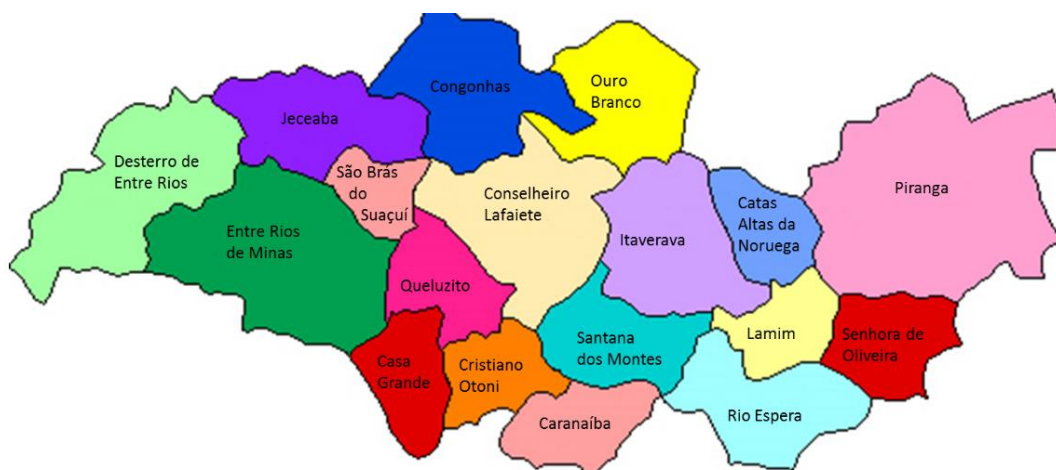 Congonhas
Ouro
Branco
Jeceaba
Desterro de
Entre Rios
São Brás
do
Suaçuí
Conselheiro
Lafaiete
Catas
Altas da
Noruega
Piranga
Entre Rios
de Minas
Itaverava
Queluzito
Casa
Grande
Cristiano
Otoni
Santana
dos Montes
Lamim
Senhora de
Oliveira
Caranaíba
Rio Espera